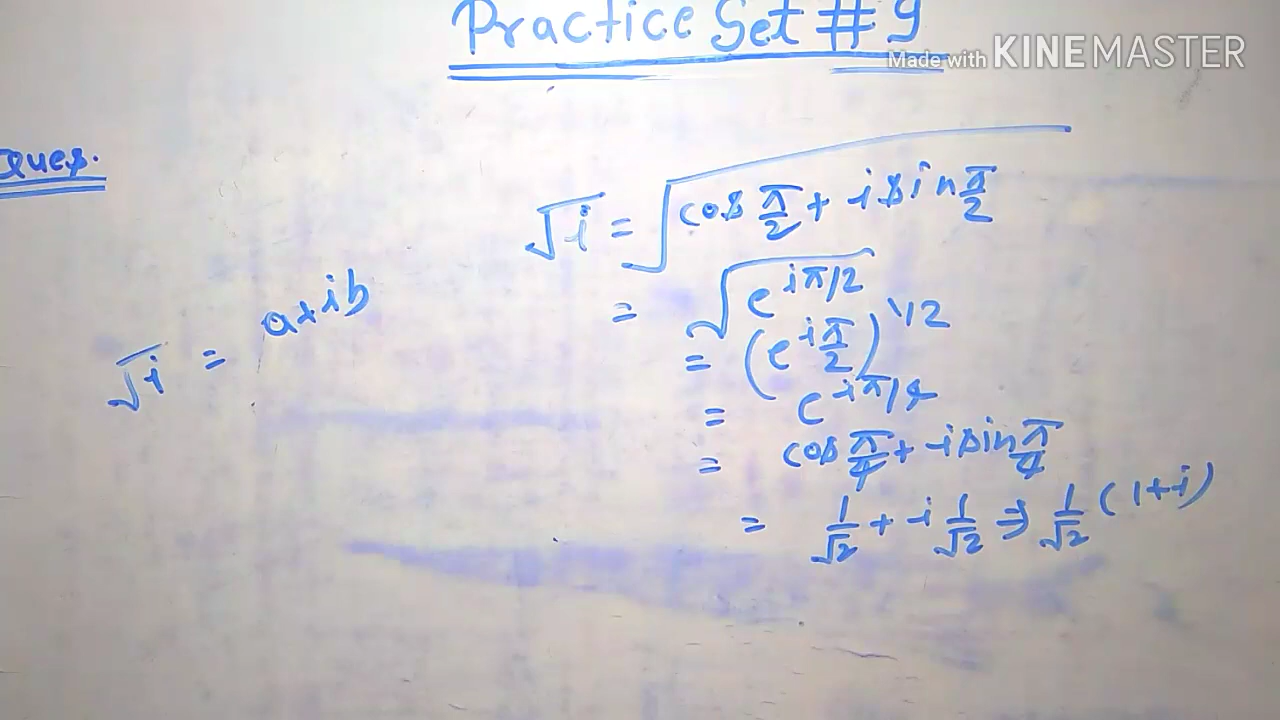 Practice Set #9
Made with KINEMASTER
Ques.
√i = a+ib
√i = √(cos π/2 + i sin π/2)
= √(e^(iπ/2))
= (e^(iπ/2))^(1/2)
= e^(iπ/4)
= cos π/4 + i sin π/4
= 1/√2 + i 1/√2 ⇒ 1/√2 (1+i)